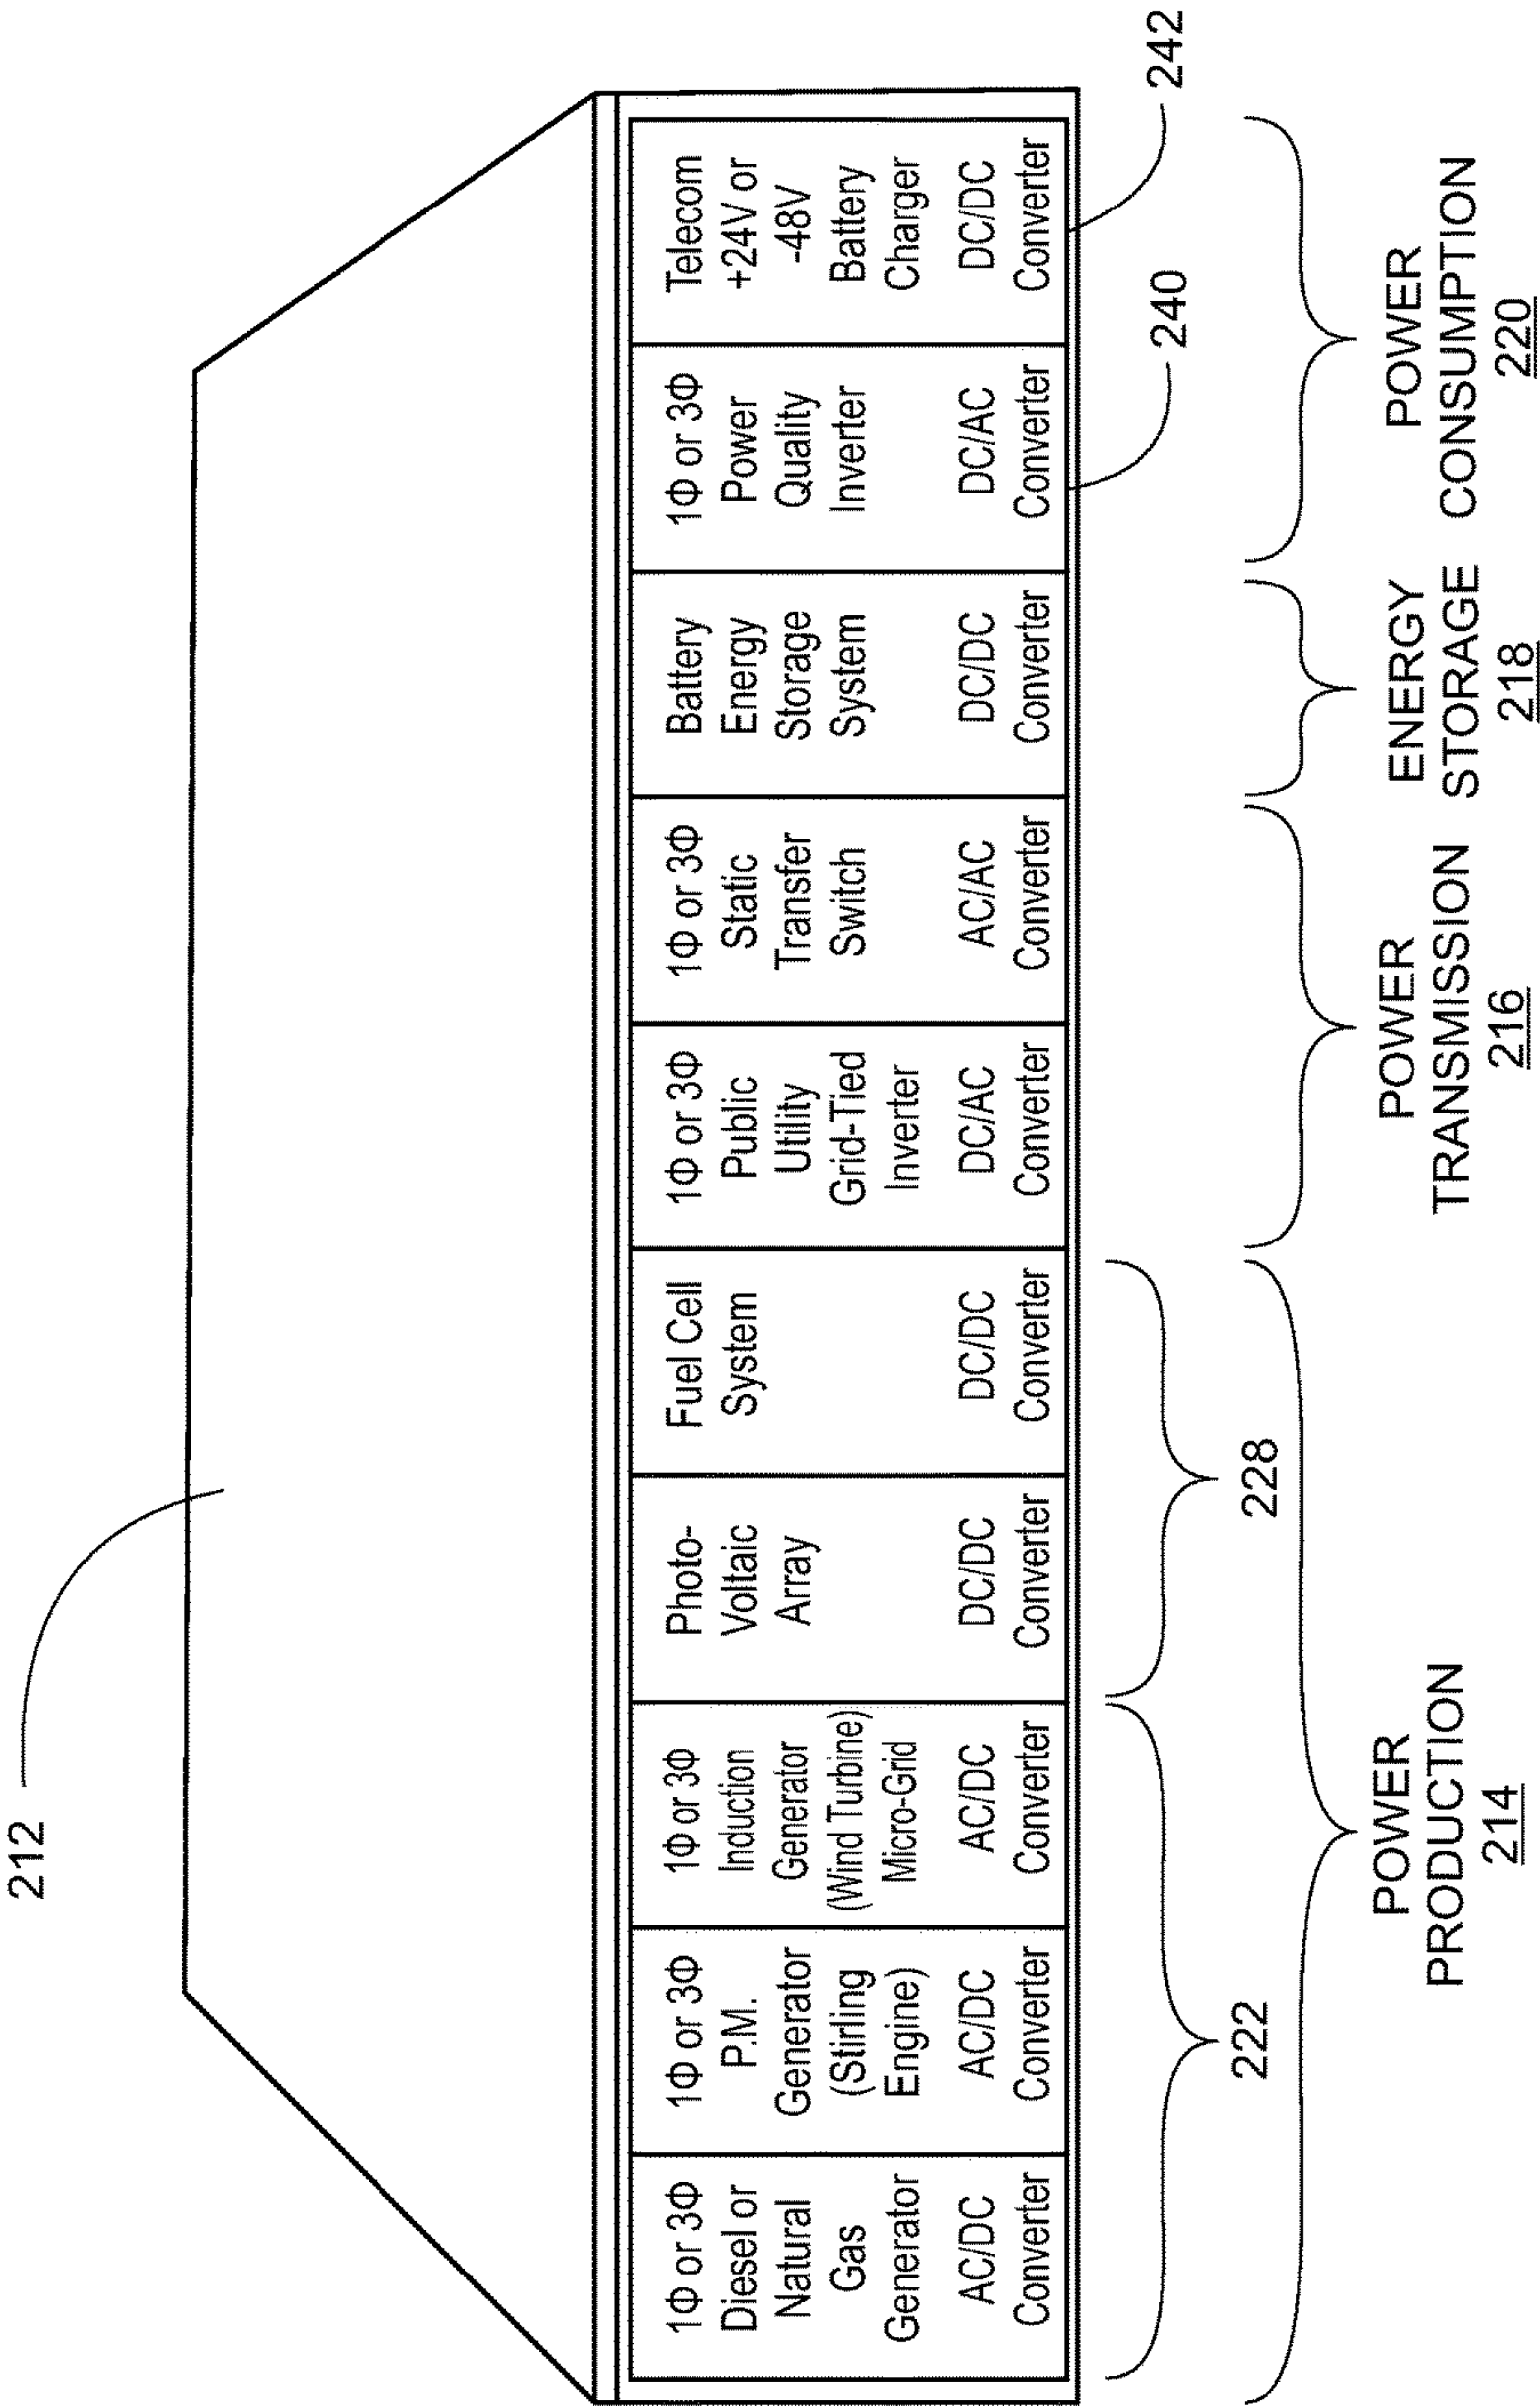 212
1Φ or 3Φ
Diesel or
Natural
Gas
Generator
AC/DC
Converter
1Φ or 3Φ
P.M.
Generator
(Stirling
Engine)
AC/DC
Converter
1Φ or 3Φ
Induction
Generator
(Wind Turbine)
Micro-Grid
AC/DC
Converter
Photo-
Voltaic
Array
DC/DC
Converter
Fuel Cell
System
DC/DC
Converter
1Φ or 3Φ
Public
Utility
Grid-Tied
Inverter
DC/AC
Converter
1Φ or 3Φ
Static
Transfer
Switch
AC/AC
Converter
Battery
Energy
Storage
System
DC/DC
Converter
1Φ or 3Φ
Power
Quality
Inverter
DC/AC
Converter
Telecom
+24V or
-48V
Battery
Charger
DC/DC
Converter
222
228
240
242
POWER
PRODUCTION
214
POWER
TRANSMISSION
216
ENERGY
STORAGE
218
POWER
CONSUMPTION
220